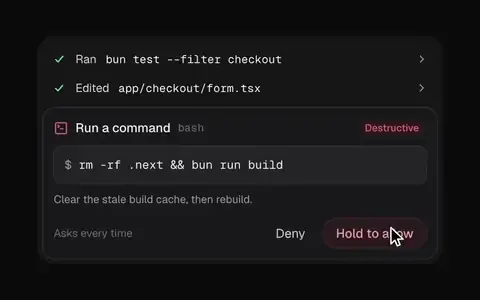 Ran bun test --filter checkout
Edited app/checkout/form.tsx
Run a command bash Destructive
$ rm -rf .next && bun run build
Clear the stale build cache, then rebuild.
Asks every time Deny Hold to allow